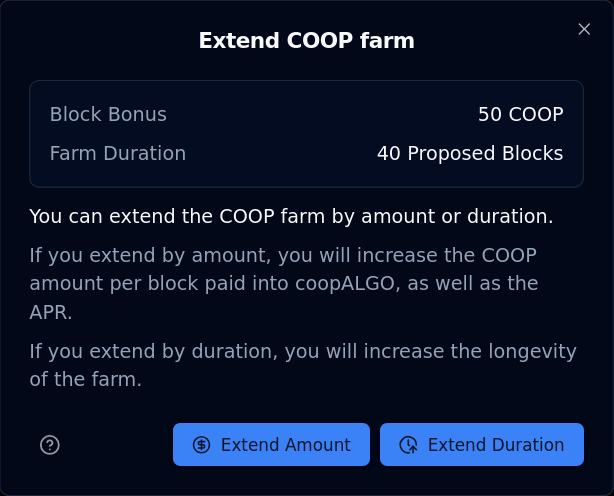 Extend COOP farm
Block Bonus 50 COOP
Farm Duration 40 Proposed Blocks
You can extend the COOP farm by amount or duration.
If you extend by amount, you will increase the COOP
amount per block paid into coopALGO, as well as the
APR.
If you extend by duration, you will increase the longevity
of the farm.
Extend Amount Extend Duration